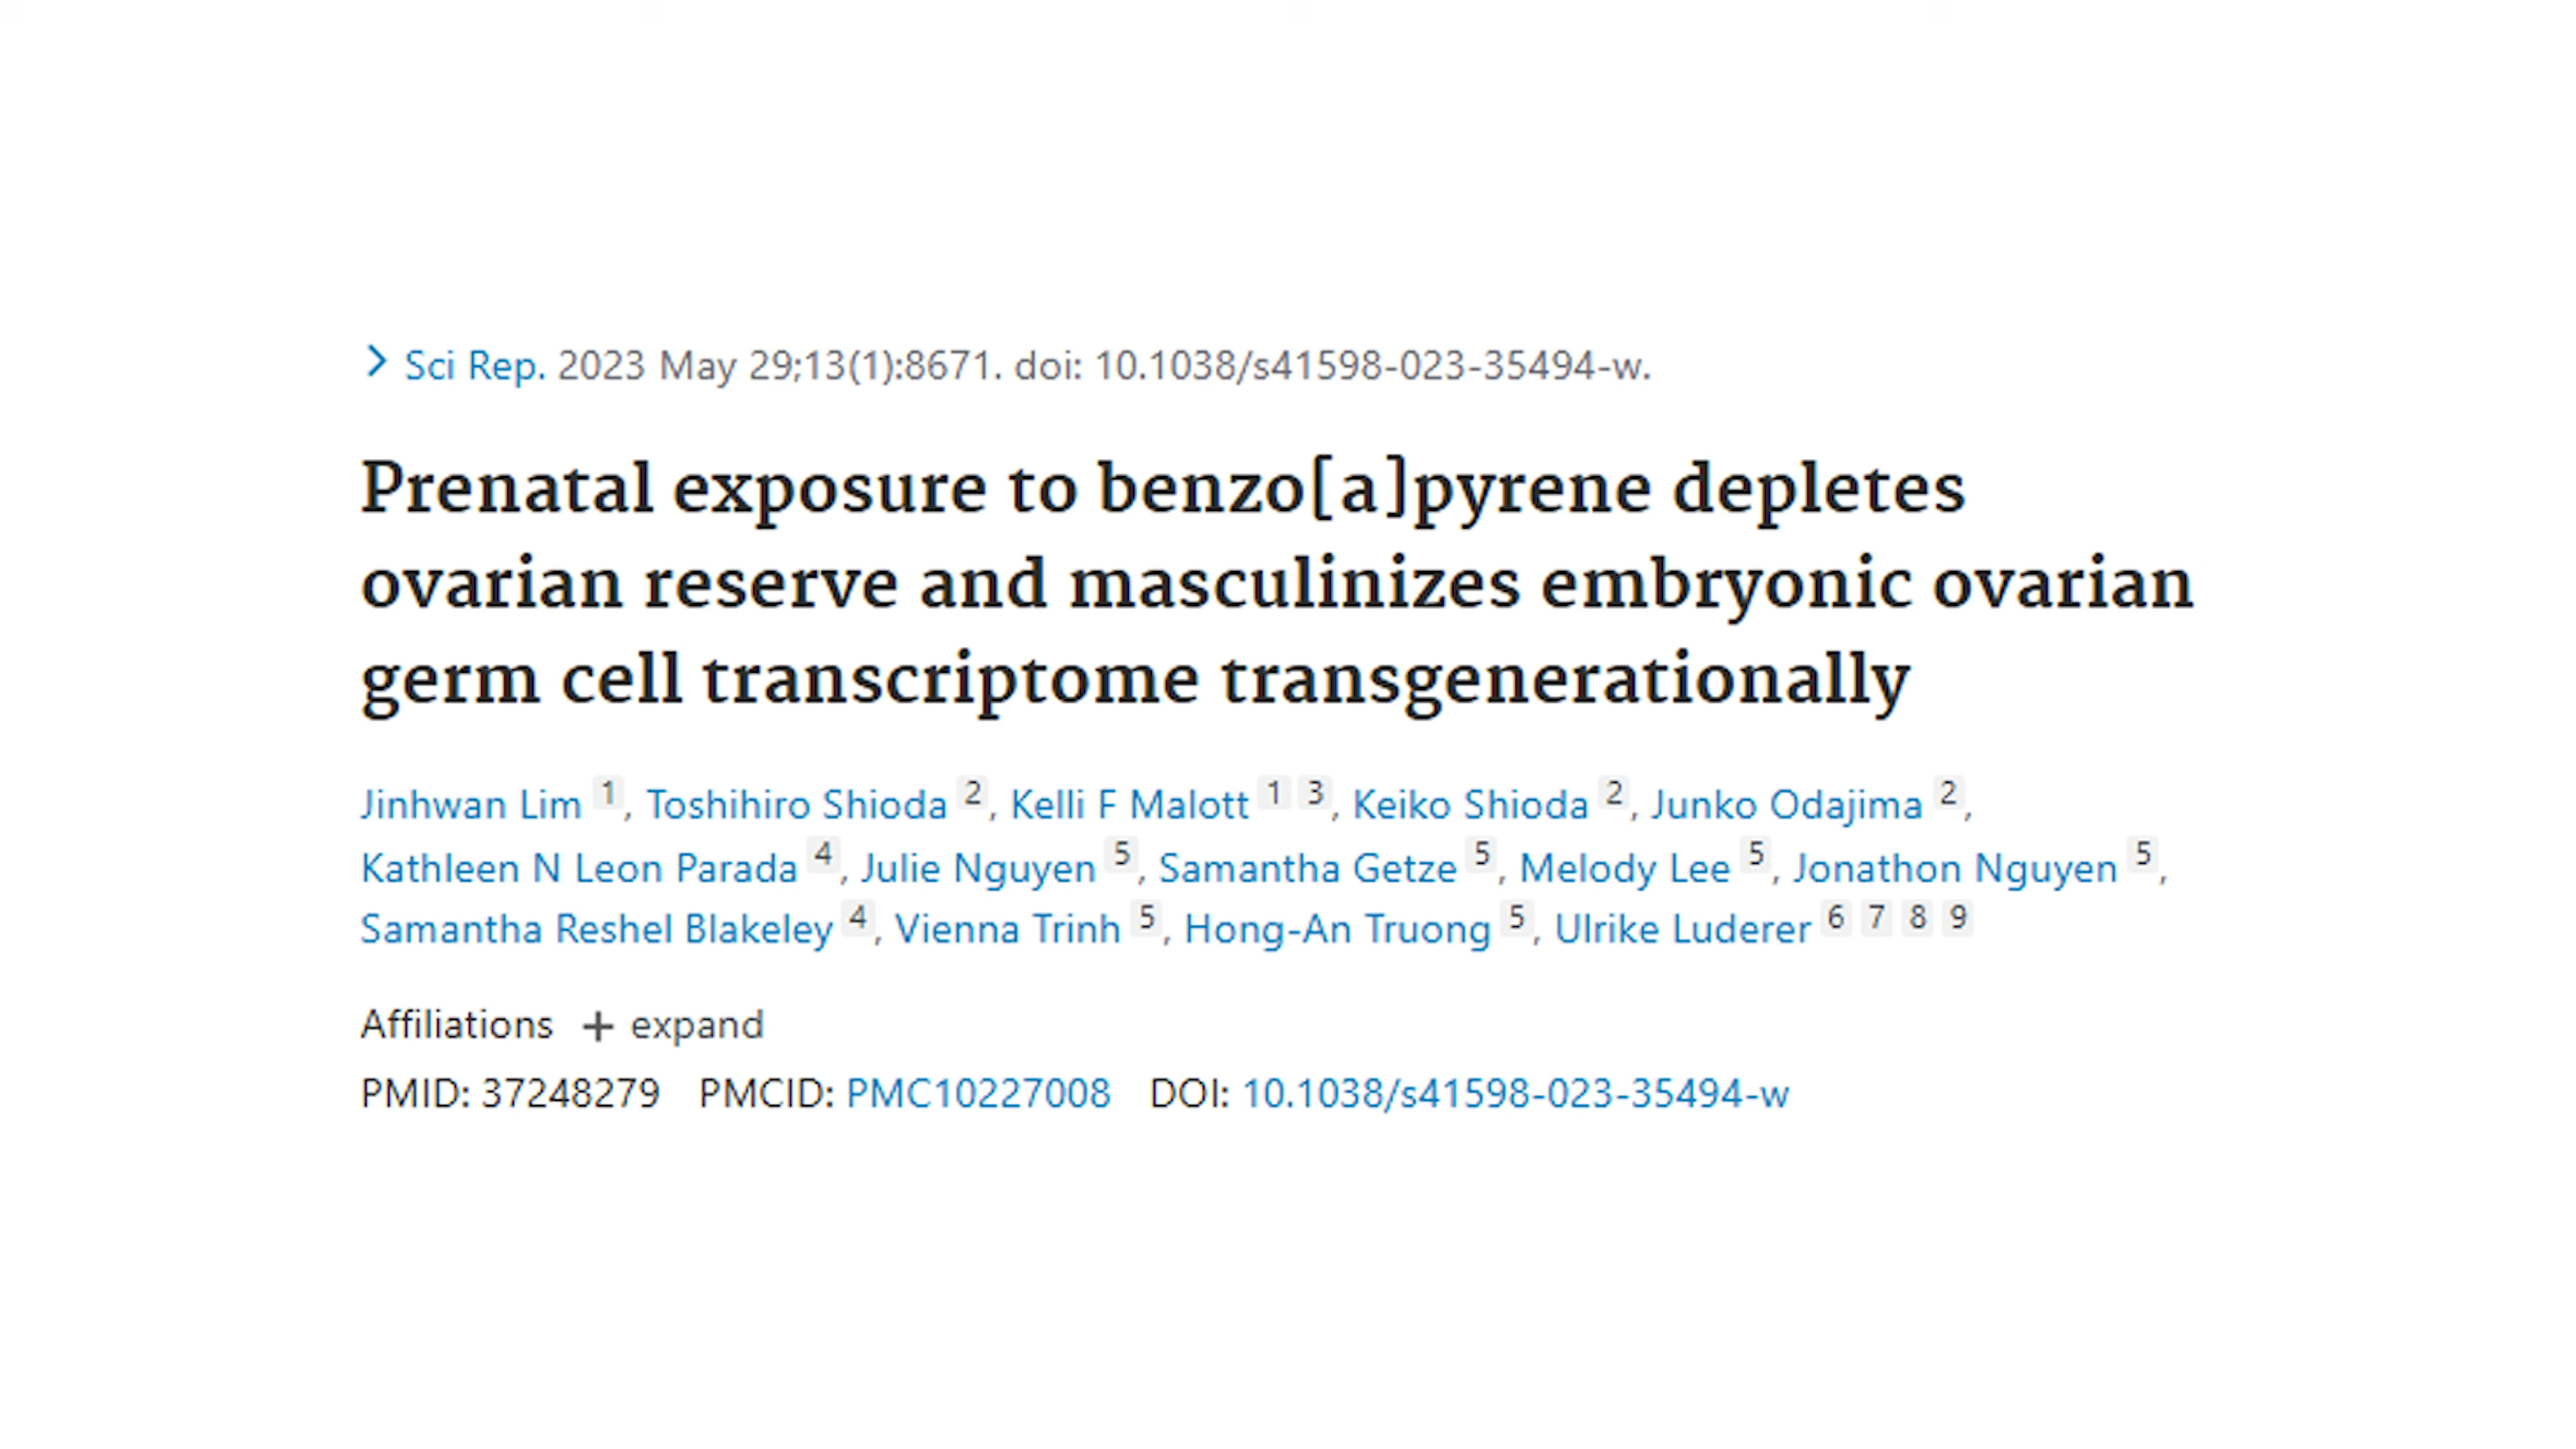 > Sci Rep. 2023 May 29;13(1):8671. doi: 10.1038/s41598-023-35494-w.
Prenatal exposure to benzo[a]pyrene depletes
ovarian reserve and masculinizes embryonic ovarian
germ cell transcriptome transgenerationally
Jinhwan Lim 1, Toshihiro Shioda 2, Kelli F Malott 1 3, Keiko Shioda 2, Junko Odajima 2,
Kathleen N Leon Parada 4, Julie Nguyen 5, Samantha Getze 5, Melody Lee 5, Jonathon Nguyen 5,
Samantha Reshel Blakeley 4, Vienna Trinh 5, Hong-An Truong 5, Ulrike Luderer 6 7 8 9
Affiliations + expand
PMID: 37248279 PMCID: PMC10227008 DOI: 10.1038/s41598-023-35494-w